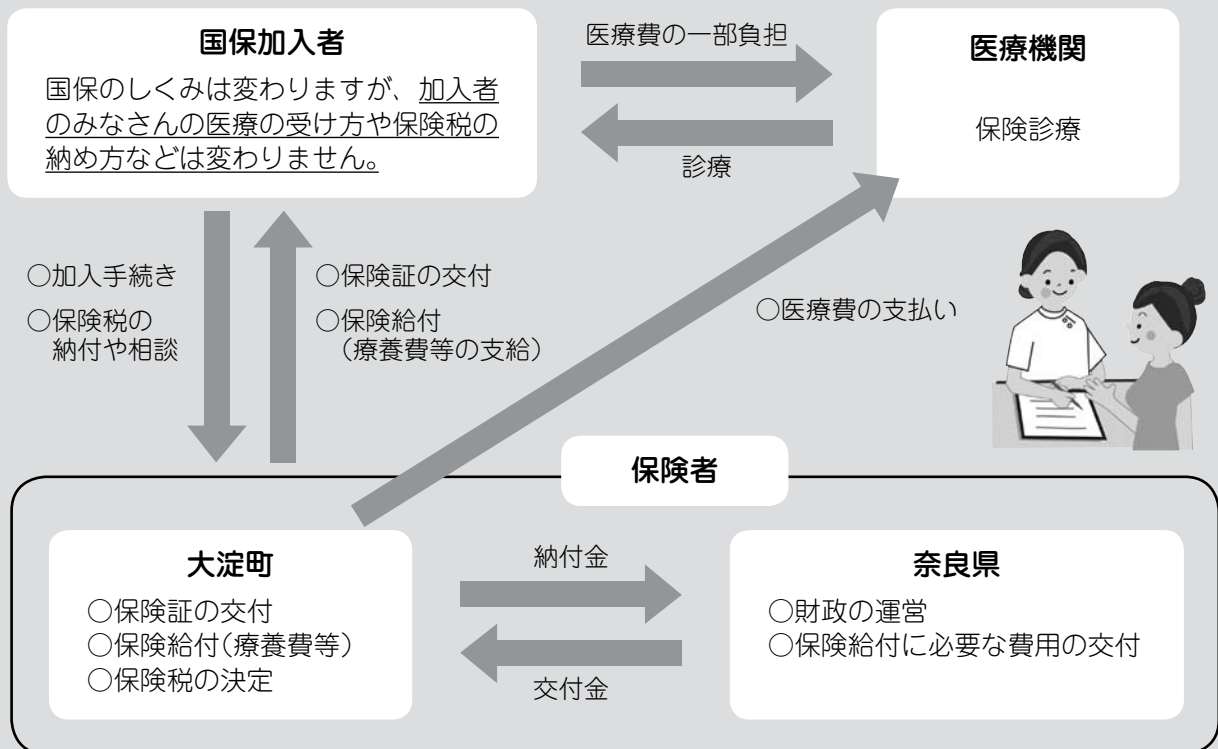 国保加入者
国保のしくみは変わりますが、加入者
のみなさんの医療の受け方や保険税の
納め方などは変わりません。
医療費の一部負担
診療
医療機関
保険診療
○加入手続き
○保険税の
納付や相談
○保険証の交付
○保険給付
（療養費等の支給）
○医療費の支払い
保険者
大淀町
○保険証の交付
○保険給付（療養費等）
○保険税の決定
納付金
交付金
奈良県
○財政の運営
○保険給付に必要な費用の交付